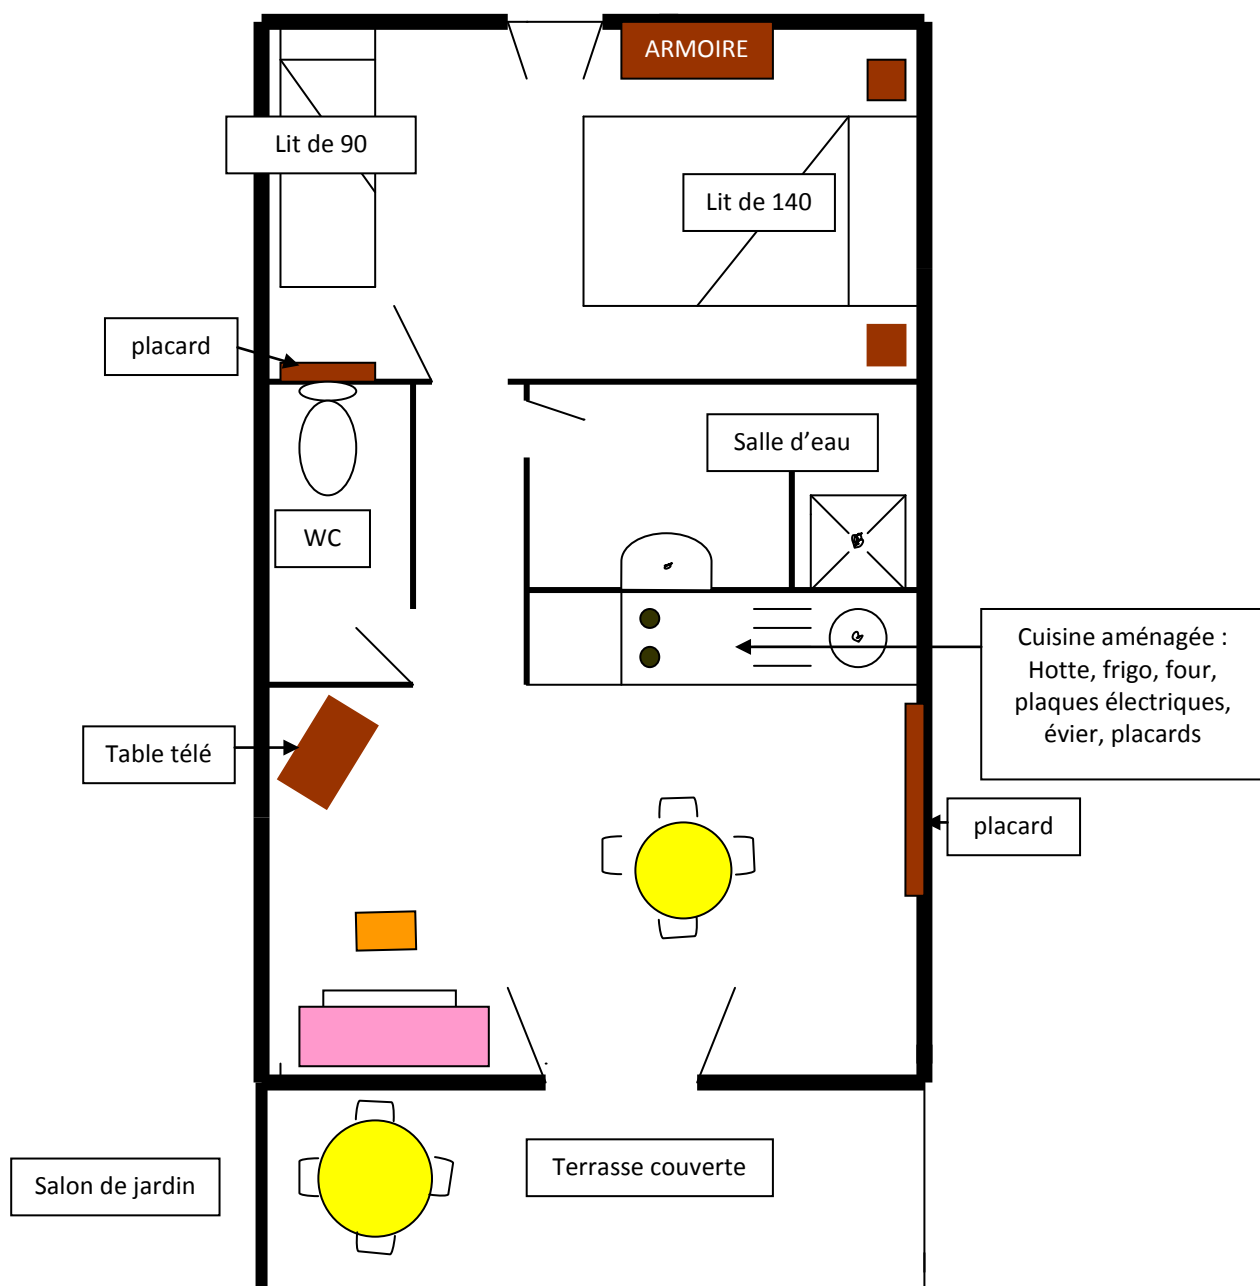 ARMOIRE
Lit de 90
Lit de 140
placard
Salle d’eau
WC
Cuisine aménagée :
Hotte, frigo, four,
plaques électriques,
évier, placards
Table télé
placard
Terrasse couverte
Salon de jardin